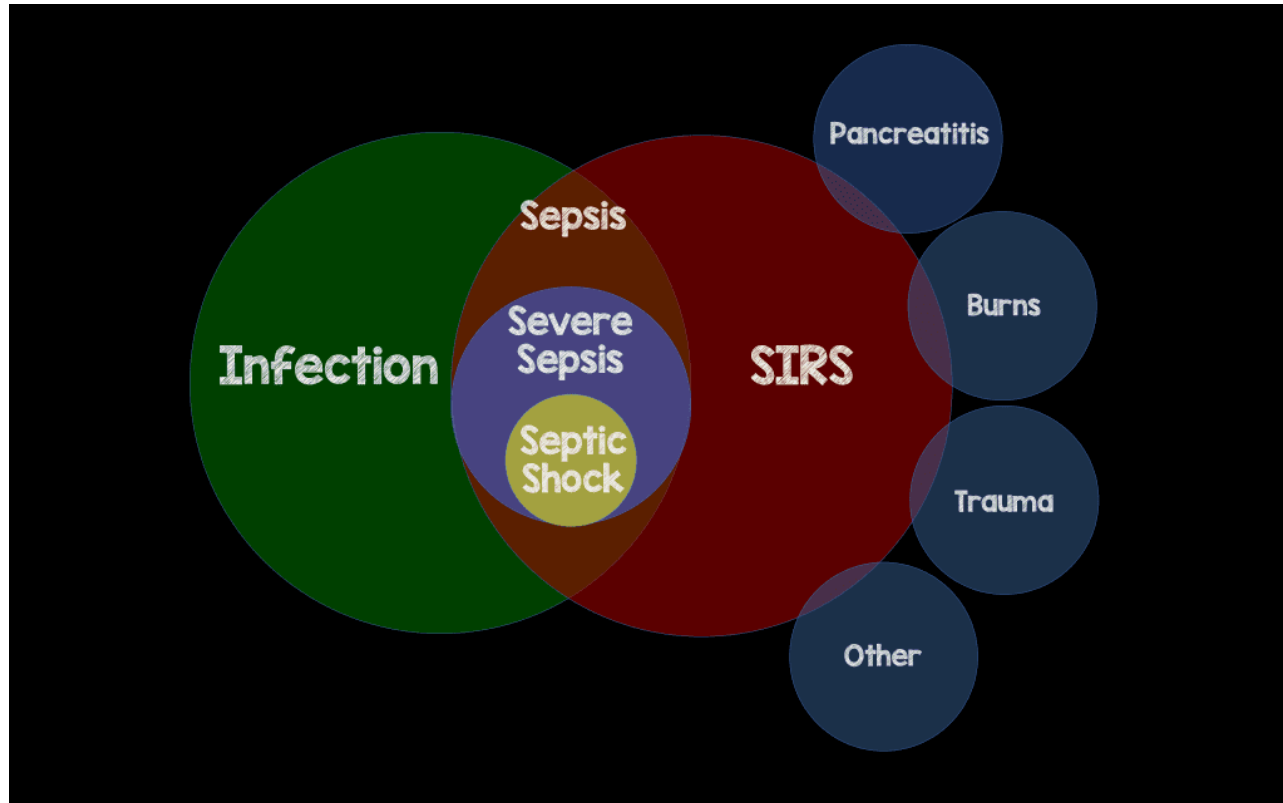 Pancreatitis
Sepsis
Burns
Severe
Sepsis
Infection
SIRS
Septic
Shock
Trauma
Other